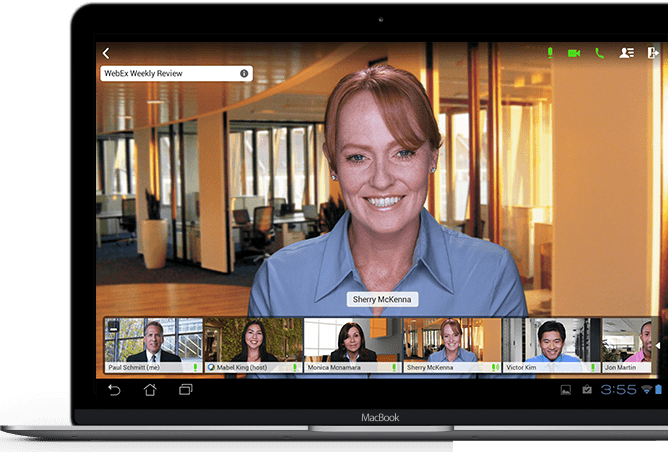 WebEx Weekly Review
Sherry McKenna
Paul Schmitt (me)
Mabel King (host)
Monica Mcnamara
Sherry McKenna
Victor Kim
Jon Martin
3:55
MacBook